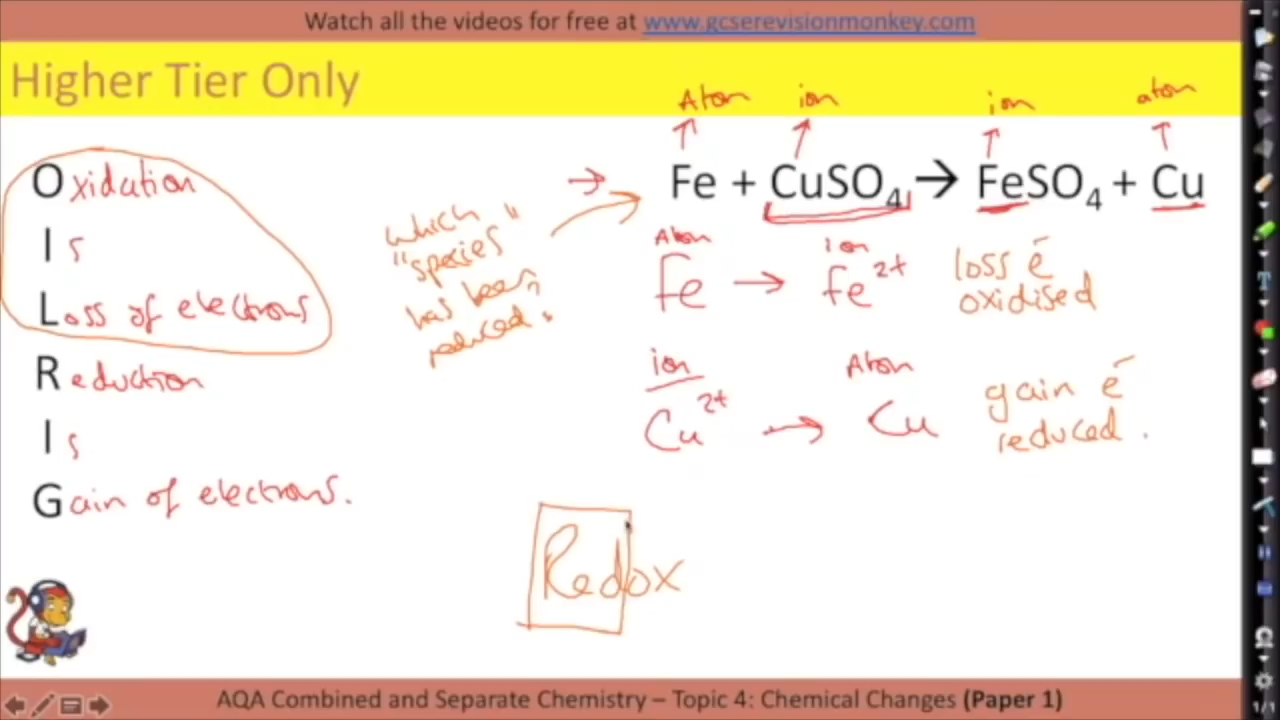 Watch all the videos for free at www.gcserevisionmonkey.com
Higher Tier Only
Oxidation
Is
Loss of electrons
Reduction
Is
Gain of electrons.
which
"species"
has been
reduced.
Atom ion ion atom
→ Fe + CuSO₄ → FeSO₄ + Cu
Atom ion
Fe → Fe²⁺ loss e⁻
oxidised
ion Atom
Cu²⁺ → Cu gain e⁻
reduced.
Redox
AQA Combined and Separate Chemistry – Topic 4: Chemical Changes (Paper 1)
1/1